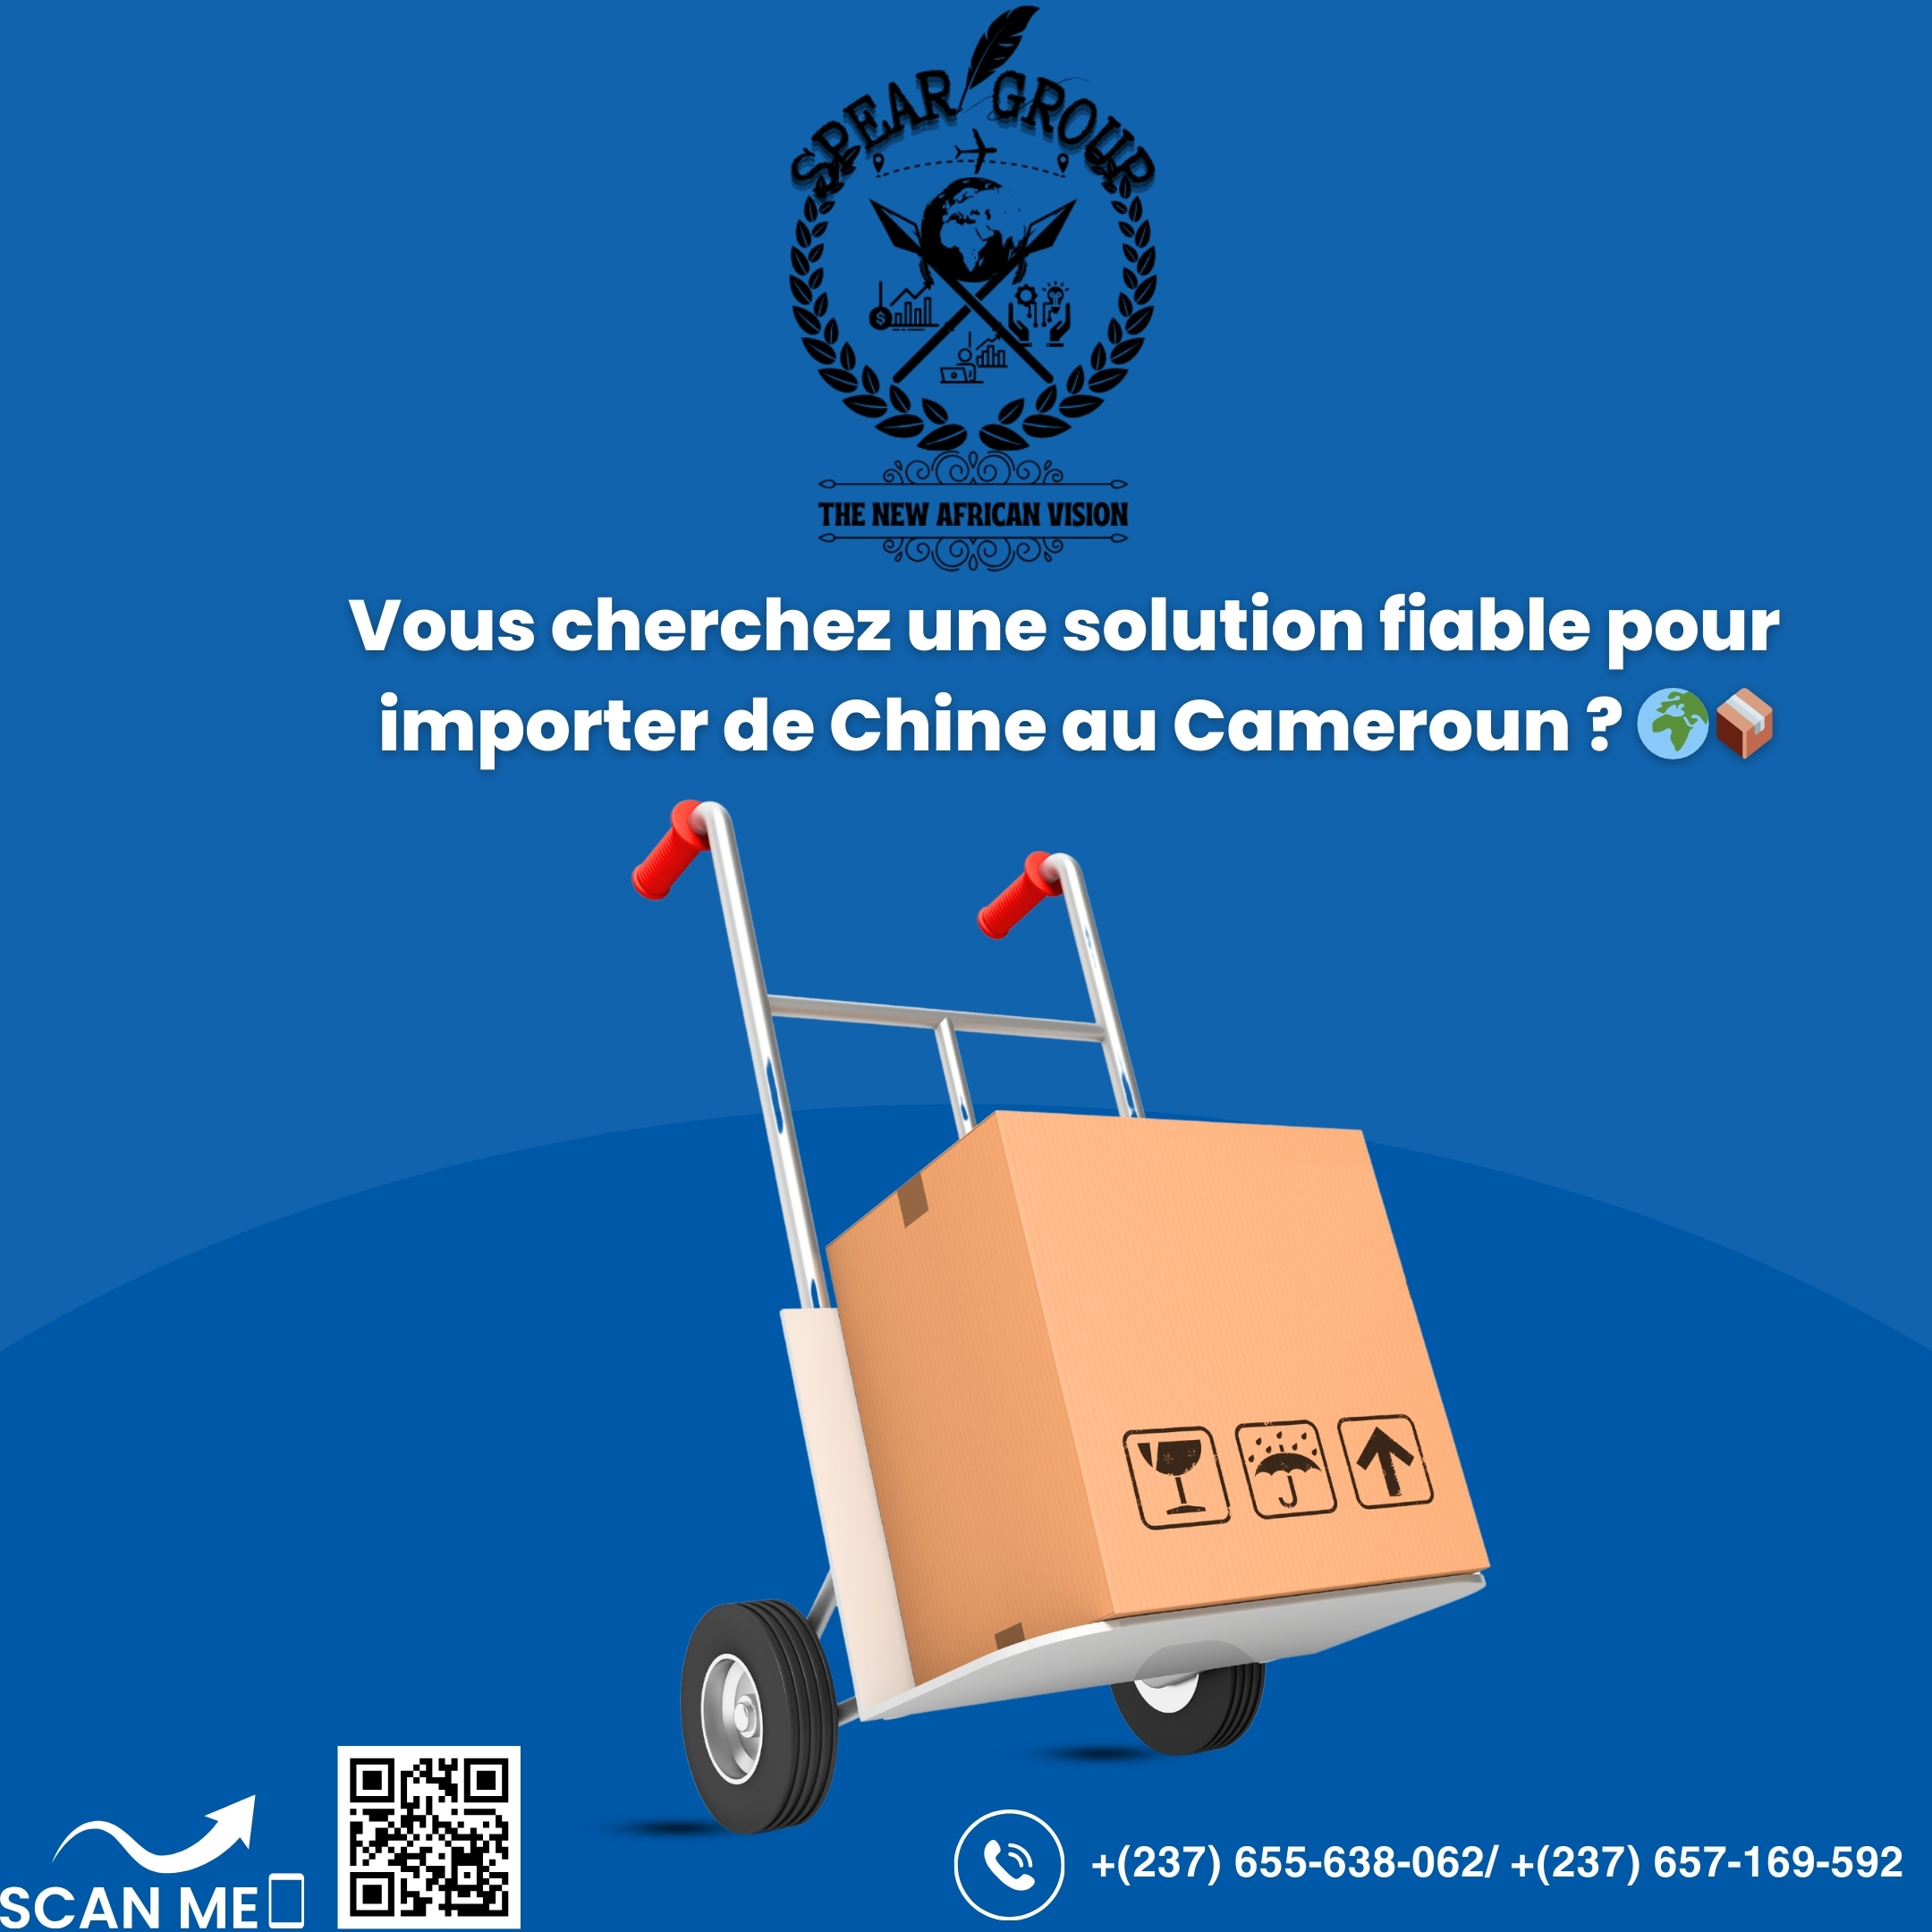 SPEAR GROUP
THE NEW AFRICAN VISION
Vous cherchez une solution fiable pour
importer de Chine au Cameroun ? 🌍📦
SCAN ME
+(237) 655-638-062/ +(237) 657-169-592